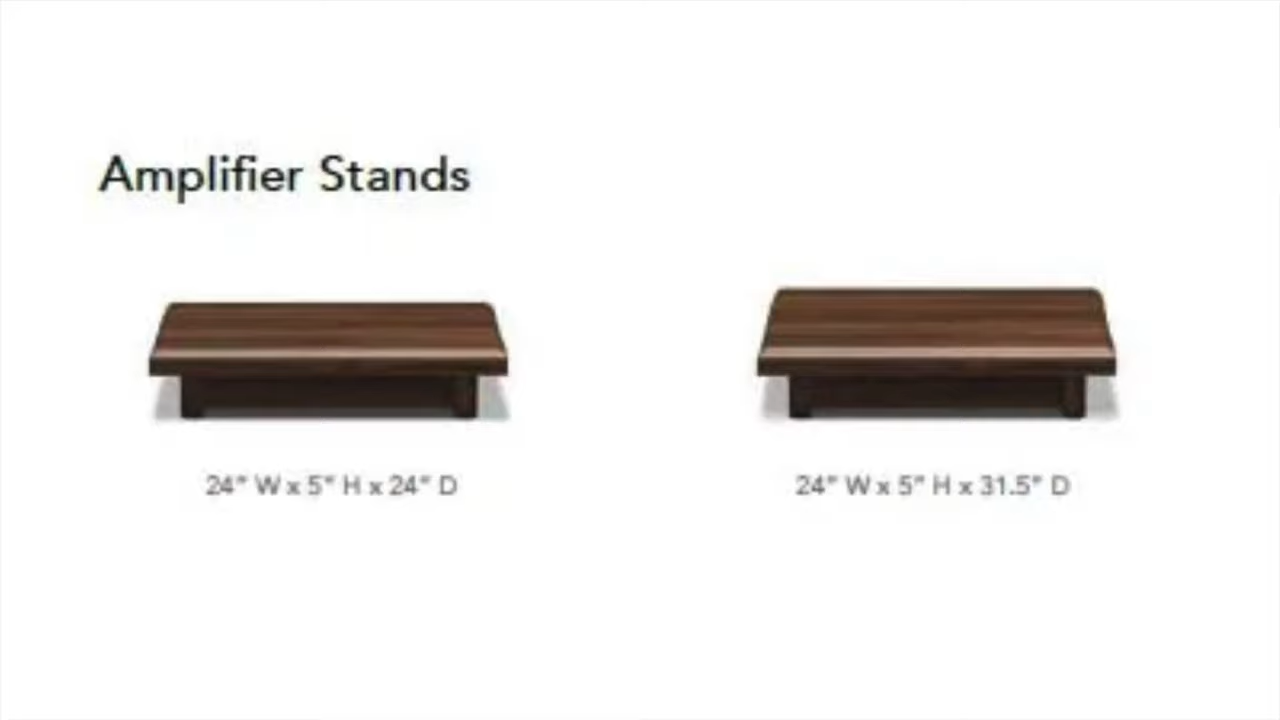 Amplifier Stands
24" W x 5" H x 24" D
24" W x 5" H x 31.5" D